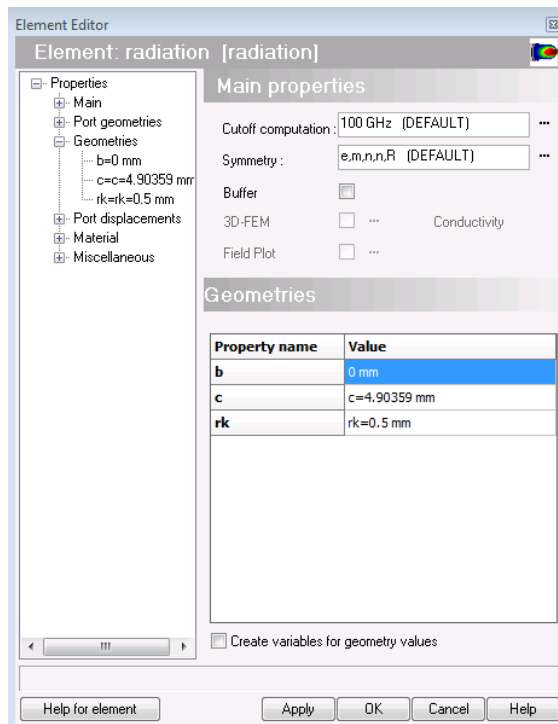 Element Editor
Element: radiation [radiation]
Properties
Main
Port geometries
Geometries
b=0 mm
c=c=4.90359 mm
rk=rk=0.5 mm
Port displacements
Material
Miscellaneous
Main properties
Cutoff computation : 100 GHz (DEFAULT) ...
Symmetry : e,m,n,n,R (DEFAULT) ...
Buffer
3D-FEM ... Conductivity
Field Plot ...
Geometries
Property name Value
b 0 mm
c c=4.90359 mm
rk rk=0.5 mm
Create variables for geometry values
Help for element Apply OK Cancel Help